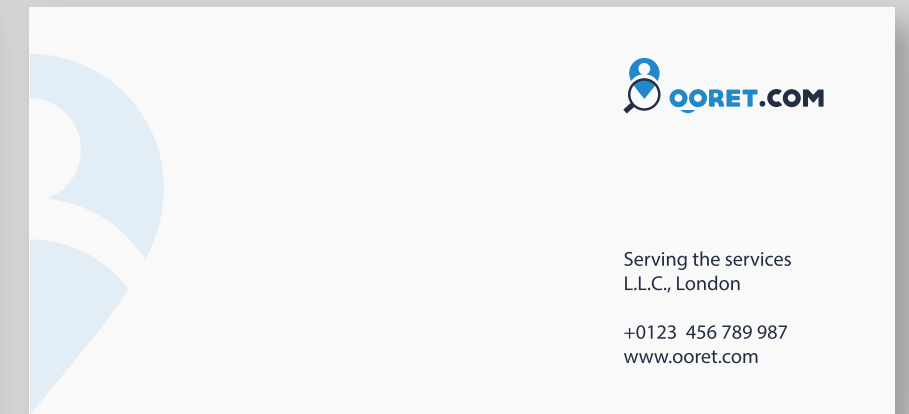 OORET.COM
Serving the services
L.L.C., London
+0123 456 789 987
www.ooret.com